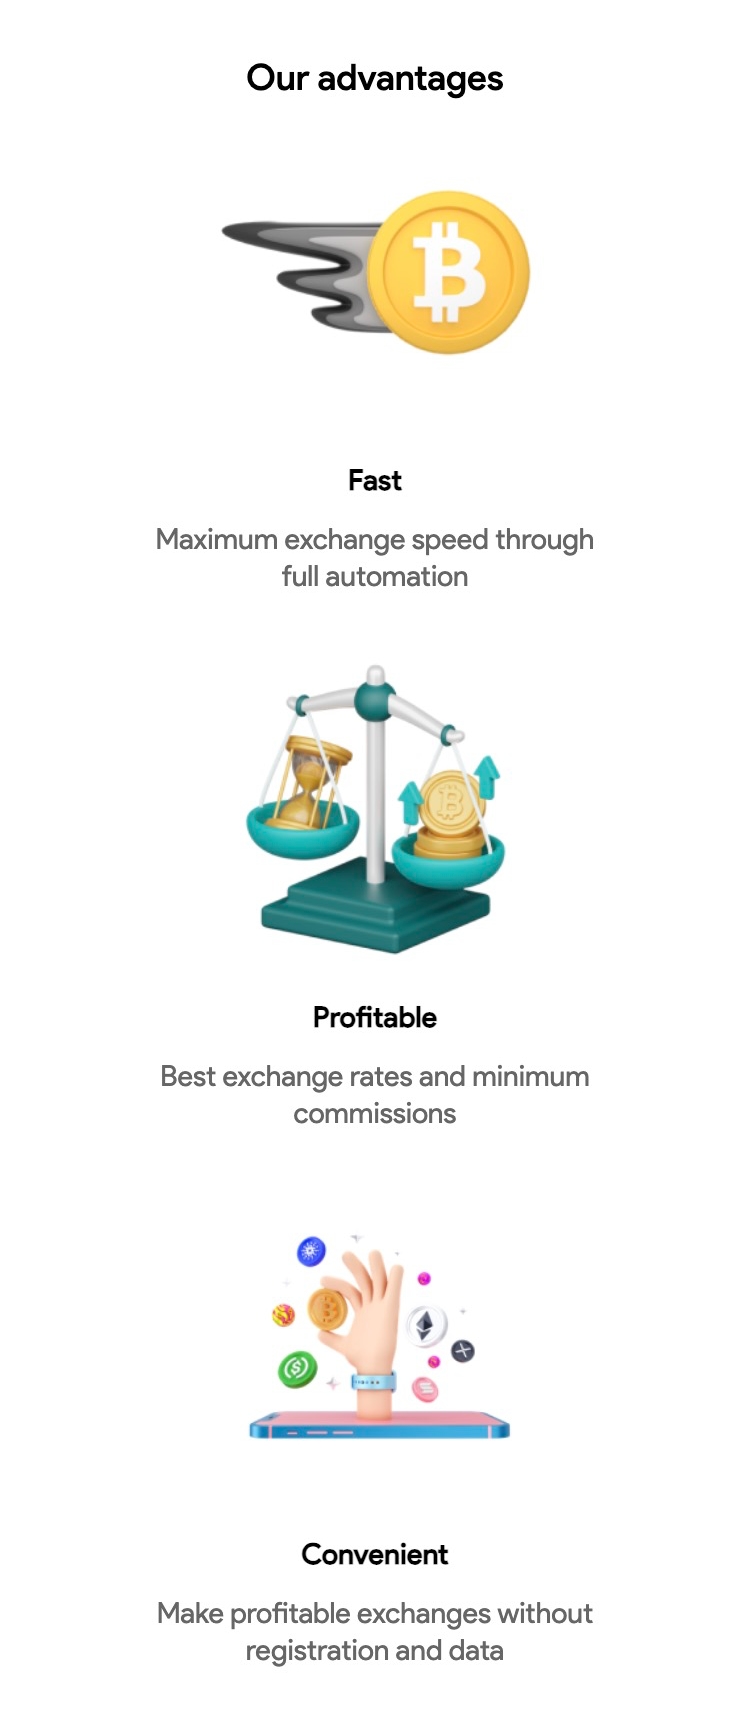 Our advantages
Fast
Maximum exchange speed through
full automation
Profitable
Best exchange rates and minimum
commissions
Convenient
Make profitable exchanges without
registration and data